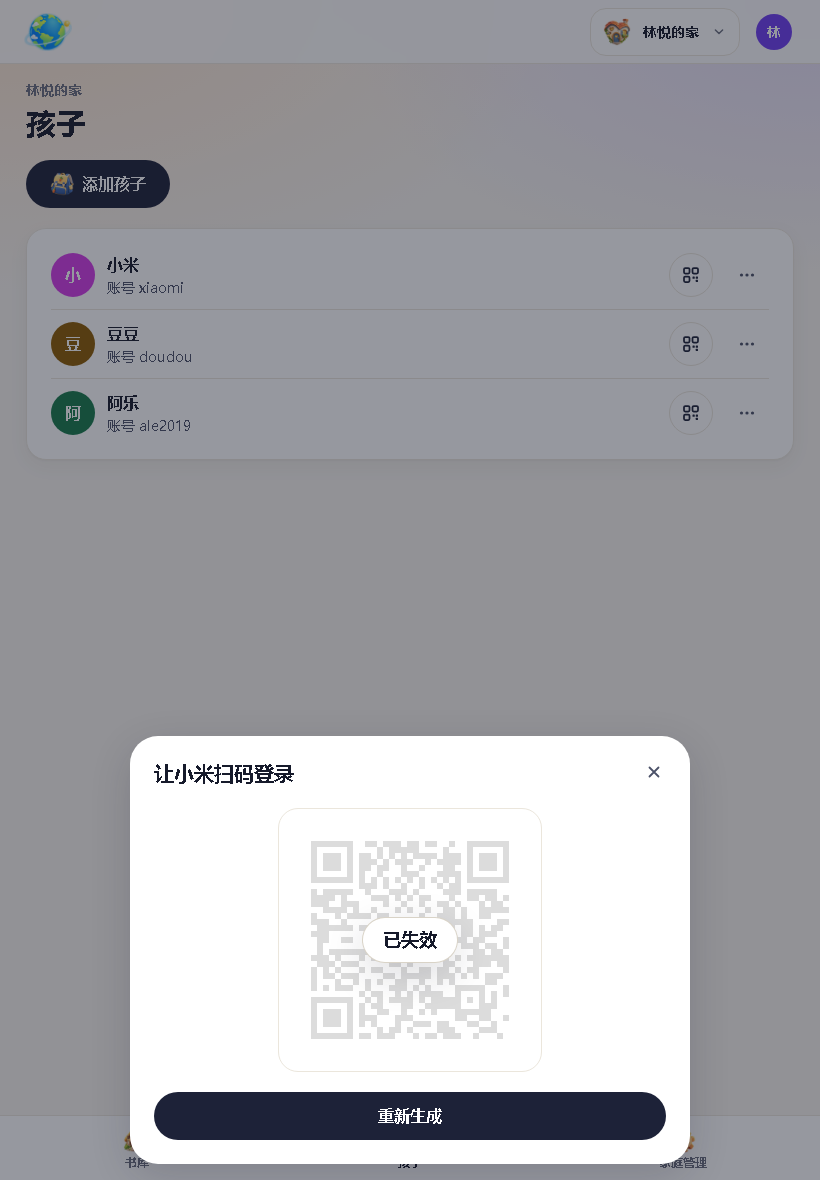 林悦的家
林
林悦的家
孩子
添加孩子
小
小米
账号 xiaomi
豆
豆豆
账号 doudou
阿
阿乐
账号 ale2019
让小米扫码登录
已失效
重新生成
书库
孩子
家庭管理